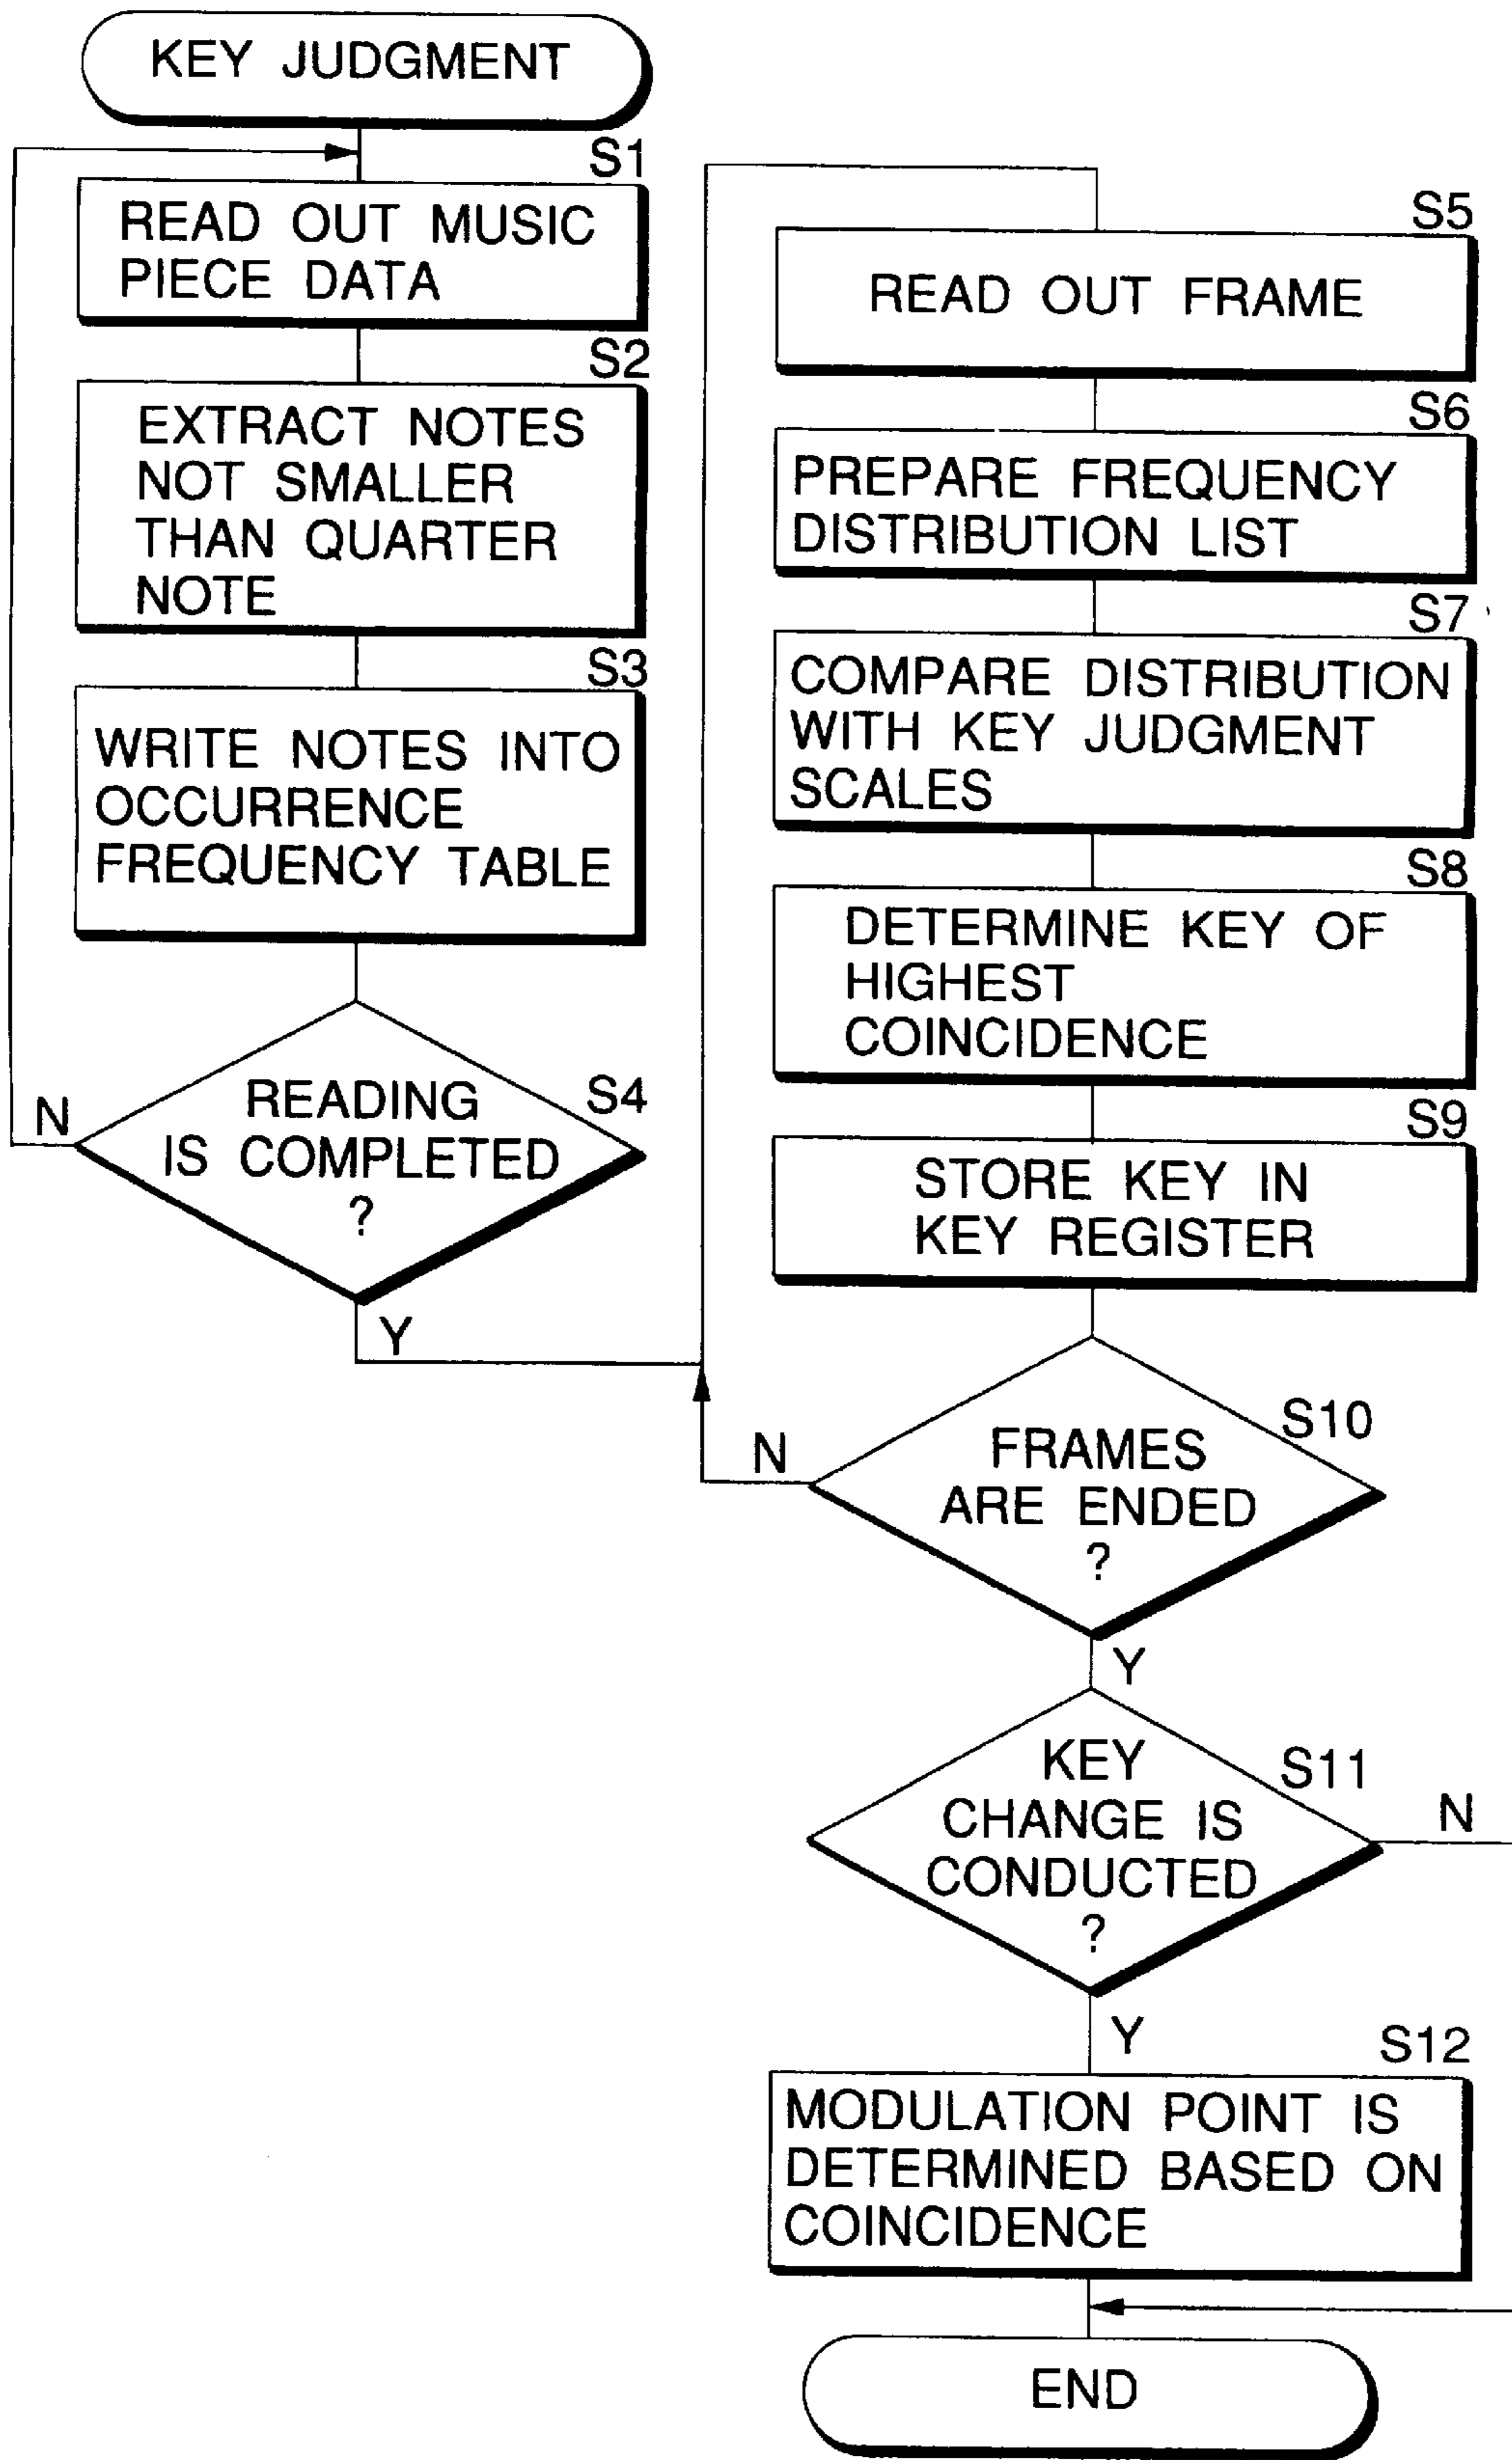 KEY JUDGMENT
S1
READ OUT MUSIC
PIECE DATA
S2
EXTRACT NOTES
NOT SMALLER
THAN QUARTER
NOTE
S3
WRITE NOTES INTO
OCCURRENCE
FREQUENCY TABLE
S4
READING
IS COMPLETED
?
N
Y
S5
READ OUT FRAME
S6
PREPARE FREQUENCY
DISTRIBUTION LIST
S7
COMPARE DISTRIBUTION
WITH KEY JUDGMENT
SCALES
S8
DETERMINE KEY OF
HIGHEST
COINCIDENCE
S9
STORE KEY IN
KEY REGISTER
S10
FRAMES
ARE ENDED
?
N
Y
S11
KEY
CHANGE IS
CONDUCTED
?
N
Y
S12
MODULATION POINT IS
DETERMINED BASED ON
COINCIDENCE
END